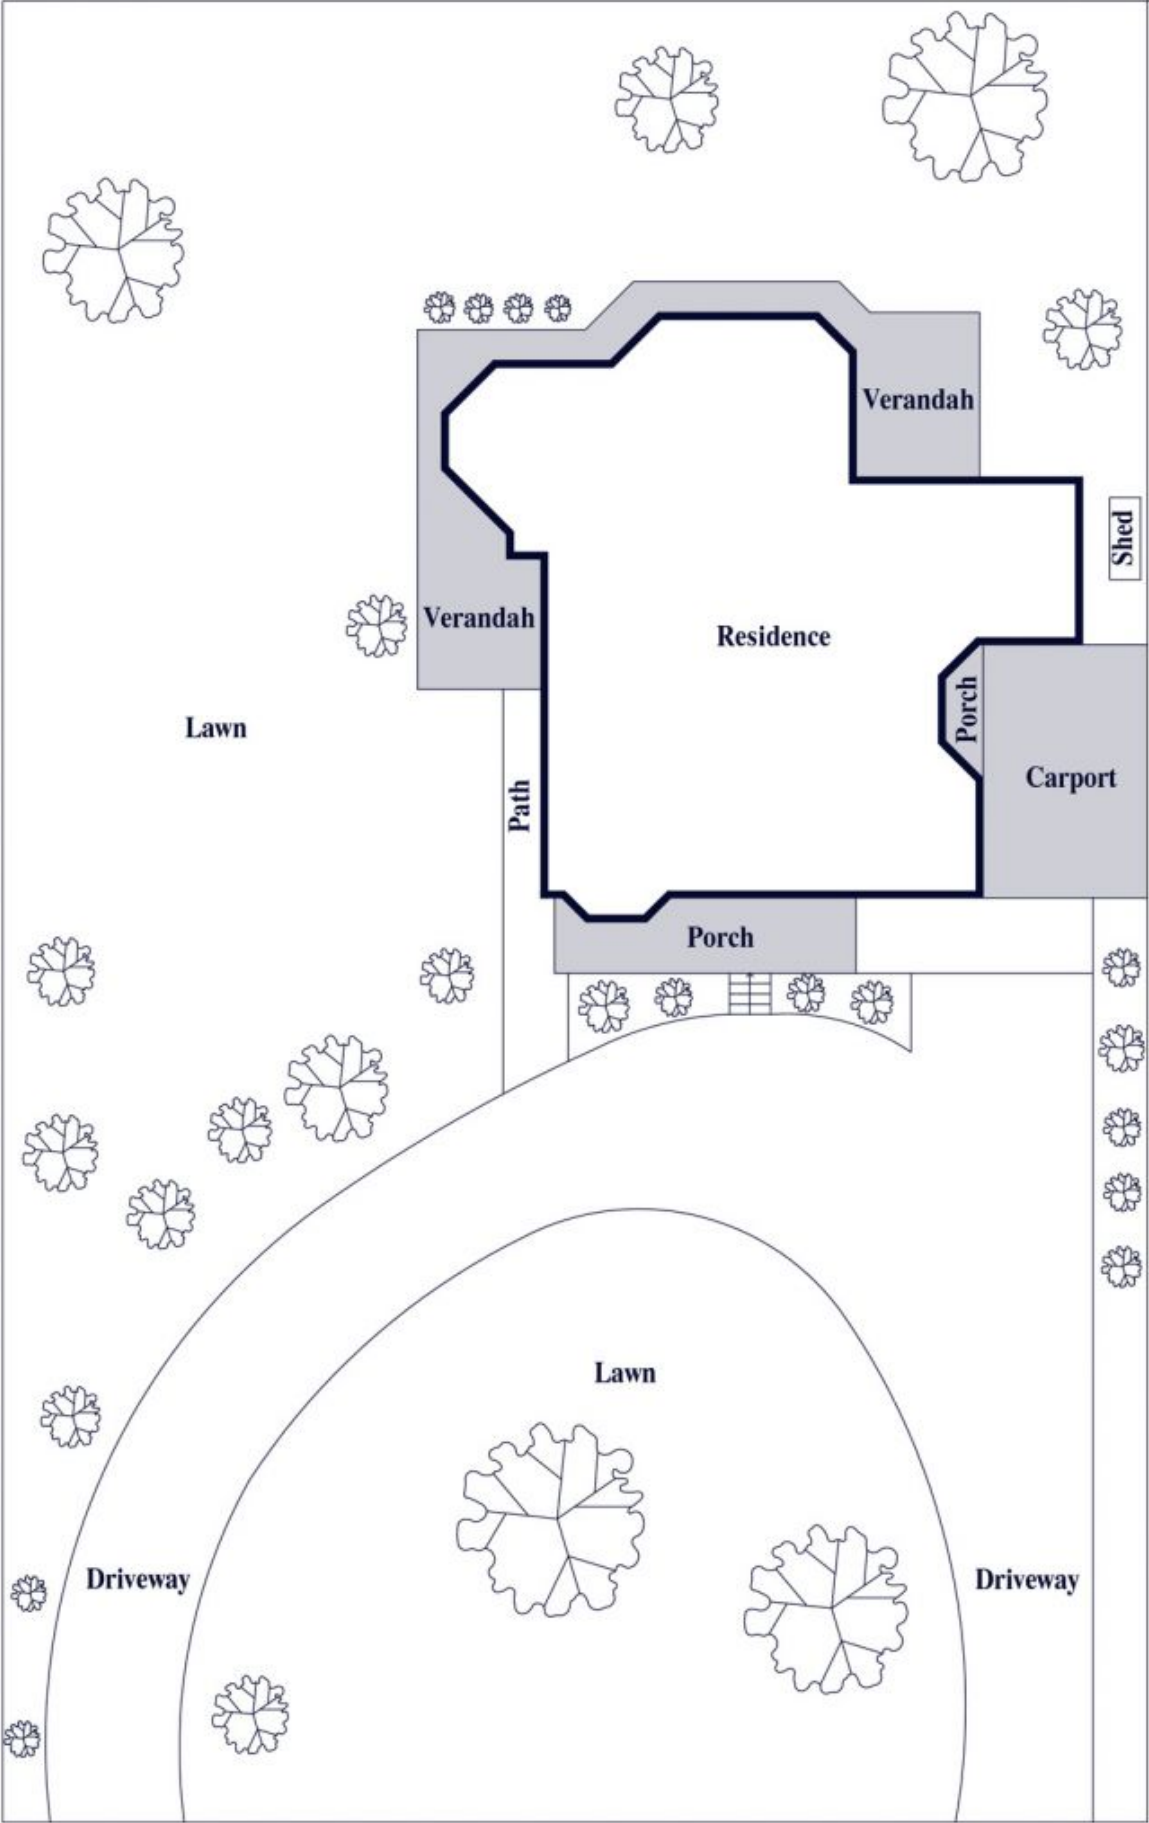 Verandah
Shed
Verandah
Residence
Porch
Lawn
Carport
Path
Porch
Lawn
Driveway
Driveway